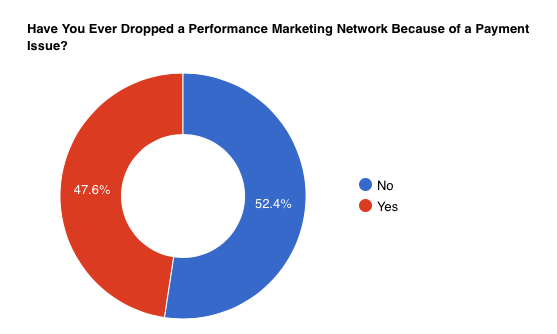 Have You Ever Dropped a Performance Marketing Network Because of a Payment
Issue?
47.6%
52.4%
No
Yes